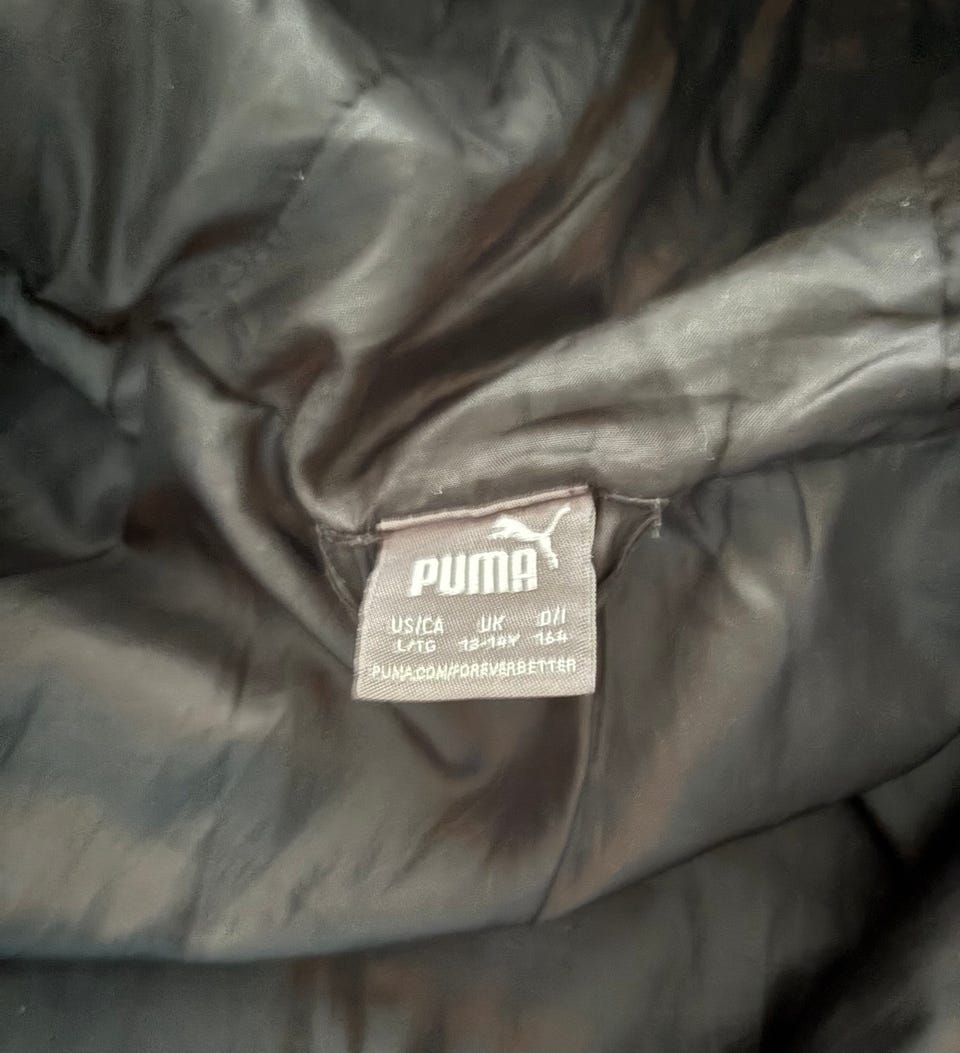 PUMA
US/CA UK D/I
L/TG 13-14Y 164
PUMA.COM/FOREVERBETTER